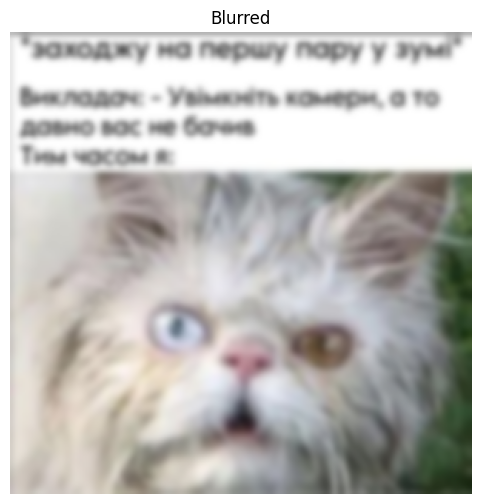 Blurred
"заходжу на першу пару у зумі"
Викладач: - Увімкніть камери, а то
давно вас не бачив
Тим часом я: